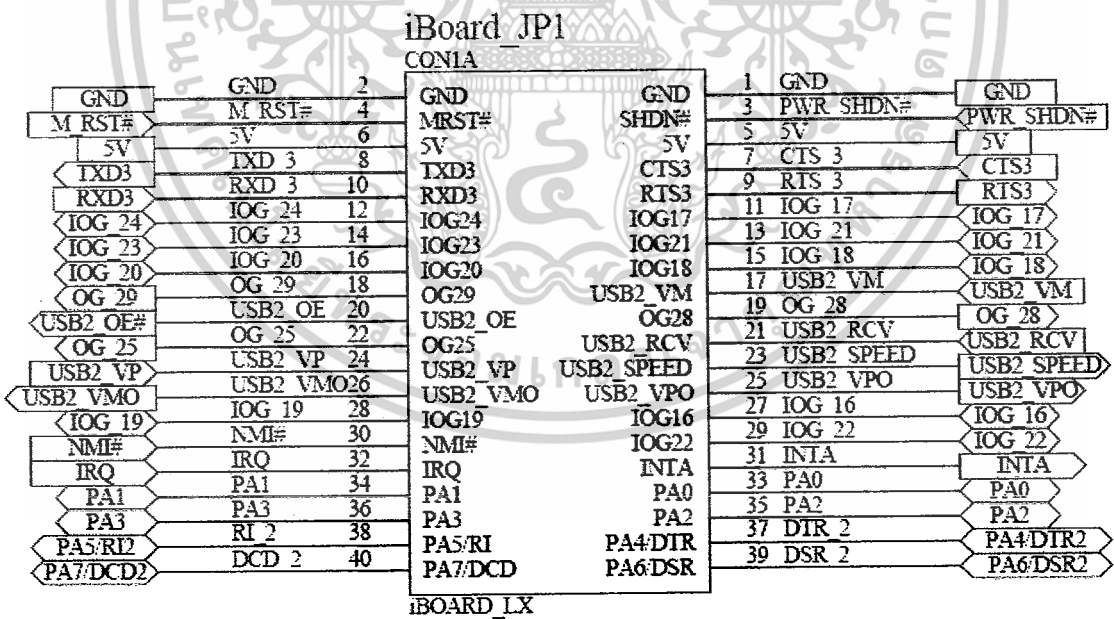 iBoard_JP1
CON1A
GND GND 2 GND GND 1 GND GND
M_RST# M_RST# 4 MRST# SHDN# 3 PWR_SHDN# PWR_SHDN#
5V 5V 6 5V 5V 5 5V 5V
TXD3 TXD_3 8 TXD3 CTS3 7 CTS_3 CTS3
RXD3 RXD_3 10 RXD3 RTS3 9 RTS_3 RTS3
IOG_24 IOG_24 12 IOG24 IOG17 11 IOG_17 IOG_17
IOG_23 IOG_23 14 IOG23 IOG21 13 IOG_21 IOG_21
IOG_20 IOG_20 16 IOG20 IOG18 15 IOG_18 IOG_18
OG_29 OG_29 18 OG29 USB2_VM 17 USB2_VM USB2_VM
USB2_OE# USB2_OE 20 USB2_OE OG28 19 OG_28 OG_28
OG_25 OG_25 22 OG25 USB2_RCV 21 USB2_RCV USB2_RCV
USB2_VP USB2_VP 24 USB2_VP USB2_SPEED 23 USB2_SPEED USB2_SPEED
USB2_VMO USB2_VMO 26 USB2_VMO USB2_VPO 25 USB2_VPO USB2_VPO
IOG_19 IOG_19 28 IOG19 IOG16 27 IOG_16 IOG_16
NMI# NMI# 30 NMI# IOG22 29 IOG_22 IOG_22
IRQ IRQ 32 IRQ INTA 31 INTA INTA
PA1 PA1 34 PA1 PA0 33 PA0 PA0
PA3 PA3 36 PA3 PA2 35 PA2 PA2
PA5/RI2 RI_2 38 PA5/RI PA4/DTR 37 DTR_2 PA4/DTR2
PA7/DCD2 DCD_2 40 PA7/DCD PA6/DSR 39 DSR_2 PA6/DSR2
iBOARD_LX